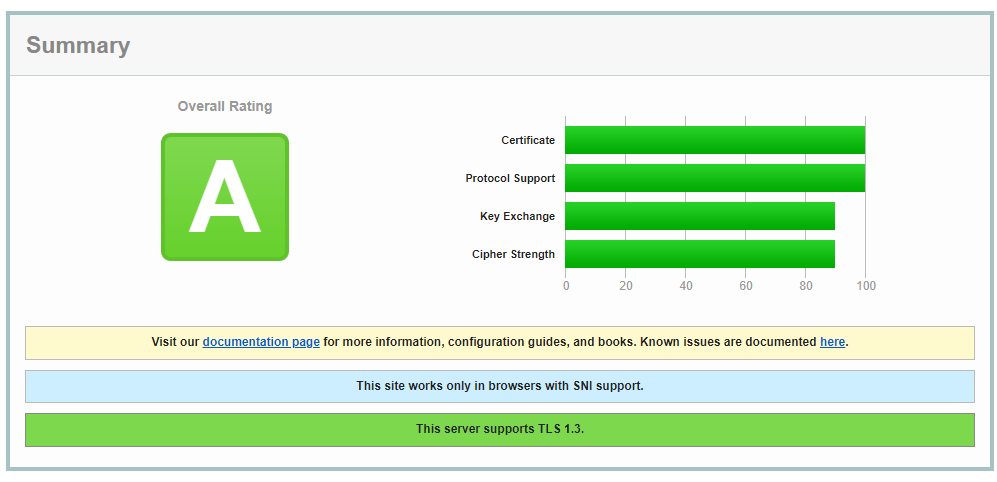 Summary
Overall Rating
A
Certificate
Protocol Support
Key Exchange
Cipher Strength
0 20 40 60 80 100
Visit our documentation page for more information, configuration guides, and books. Known issues are documented here.
This site works only in browsers with SNI support.
This server supports TLS 1.3.